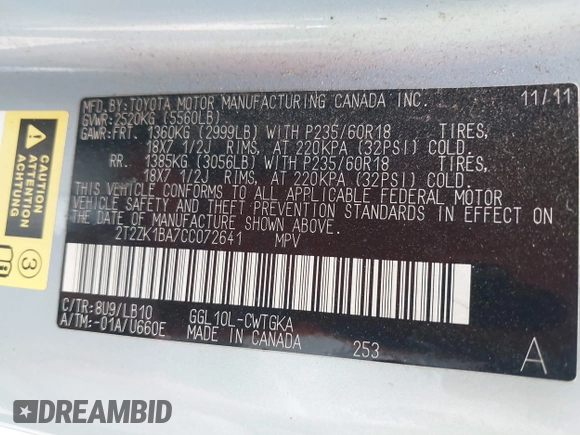 MFD.BY:TOYOTA MOTOR MANUFACTURING CANADA INC. 11/11
GVWR:2520KG (5560LB)
GAWR:FRT. 1360KG (2999LB) WITH P235/60R18 TIRES,
18X7 1/2J RIMS, AT 220KPA (32PSI) COLD.
RR. 1385KG (3056LB) WITH P235/60R18 TIRES,
18X7 1/2J RIMS, AT 220KPA (32PSI) COLD.
THIS VEHICLE CONFORMS TO ALL APPLICABLE FEDERAL MOTOR
VEHICLE SAFETY AND THEFT PREVENTION STANDARDS IN EFFECT ON
THE DATE OF MANUFACTURE SHOWN ABOVE.
2T2ZK1BA7CC072641 MPV
3
C/TR:8U9/LB10 GGL10L-CWTGKA
A/TM:-01A/U660E MADE IN CANADA 253 A
DREAMBID